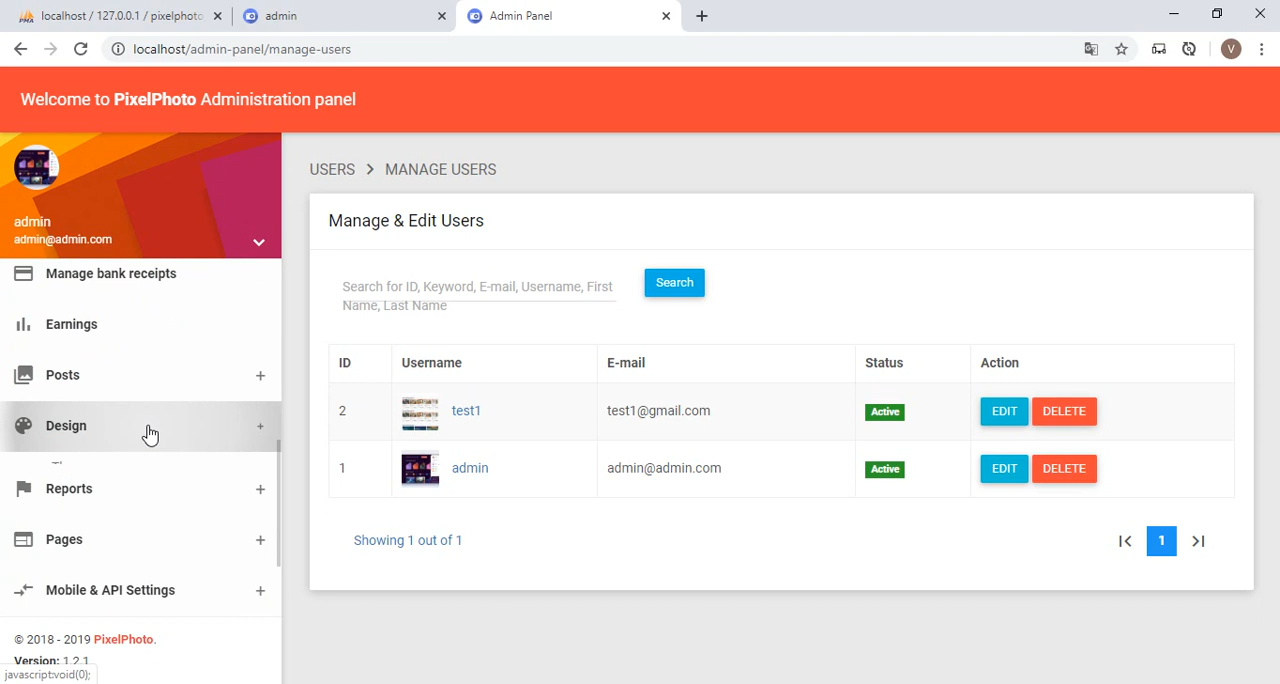 localhost / 127.0.0.1 / pixelphoto
admin
Admin Panel
localhost/admin-panel/manage-users
V
Welcome to PixelPhoto Administration panel
admin
admin@admin.com
Manage bank receipts
Earnings
Posts +
Design +
Reports +
Pages +
Mobile & API Settings +
© 2018 - 2019 PixelPhoto.
Version: 1.2.1
javascript:void(0);
USERS > MANAGE USERS
Manage & Edit Users
Search for ID, Keyword, E-mail, Username, First
Name, Last Name
Search
ID Username E-mail Status Action
2 test1 test1@gmail.com Active EDIT DELETE
1 admin admin@admin.com Active EDIT DELETE
Showing 1 out of 1
1